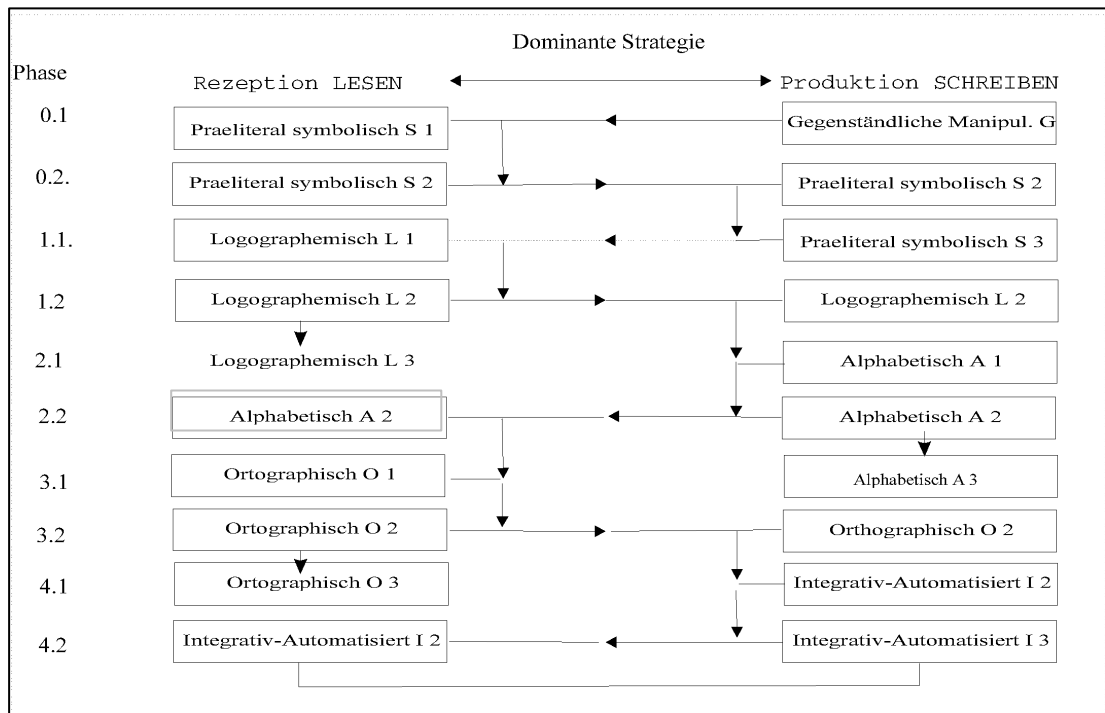 Dominante Strategie
Phase
Rezeption LESEN
Produktion SCHREIBEN
0.1
Praeliteral symbolisch S 1
Gegenständliche Manipul. G
0.2.
Praeliteral symbolisch S 2
Praeliteral symbolisch S 2
1.1.
Logographemisch L 1
Praeliteral symbolisch S 3
1.2
Logographemisch L 2
Logographemisch L 2
2.1
Logographemisch L 3
Alphabetisch A 1
2.2
Alphabetisch A 2
Alphabetisch A 2
3.1
Ortographisch O 1
Alphabetisch A 3
3.2
Ortographisch O 2
Orthographisch O 2
4.1
Ortographisch O 3
Integrativ-Automatisiert I 2
4.2
Integrativ-Automatisiert I 2
Integrativ-Automatisiert I 3